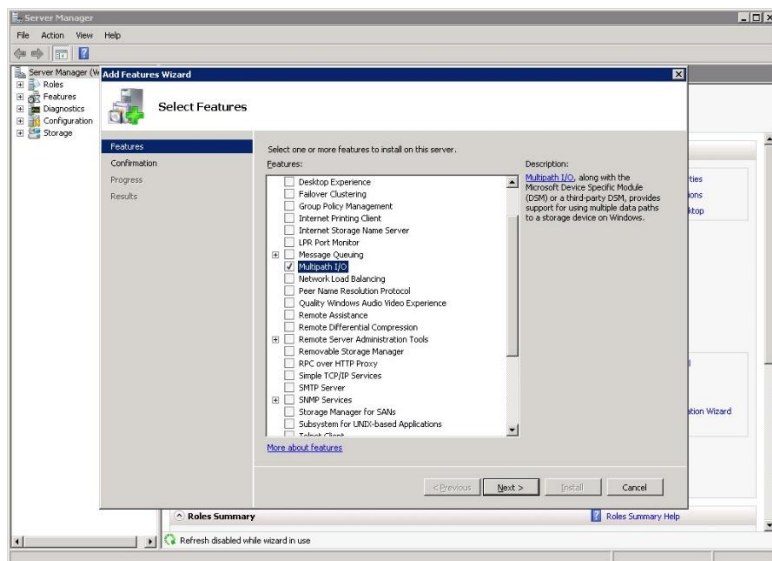 Server Manager
File Action View Help
Server Manager (W
Roles
Features
Diagnostics
Configuration
Storage
Add Features Wizard
Select Features
Features
Confirmation
Progress
Results
Select one or more features to install on this server.
Features:
Desktop Experience
Failover Clustering
Group Policy Management
Internet Printing Client
Internet Storage Name Server
LPR Port Monitor
Message Queuing
Multipath I/O
Network Load Balancing
Peer Name Resolution Protocol
Quality Windows Audio Video Experience
Remote Assistance
Remote Differential Compression
Remote Server Administration Tools
Removable Storage Manager
RPC over HTTP Proxy
Simple TCP/IP Services
SMTP Server
SNMP Services
Storage Manager for SANs
Subsystem for UNIX-based Applications
Telnet Client
More about features
Description:
Multipath I/O, along with the
Microsoft Device Specific Module
(DSM) or a third-party DSM, provides
support for using multiple data paths
to a storage device on Windows.
< Previous Next > Install Cancel
ties
ions
ktop
ation Wizard
Roles Summary Roles Summary Help
Refresh disabled while wizard in use